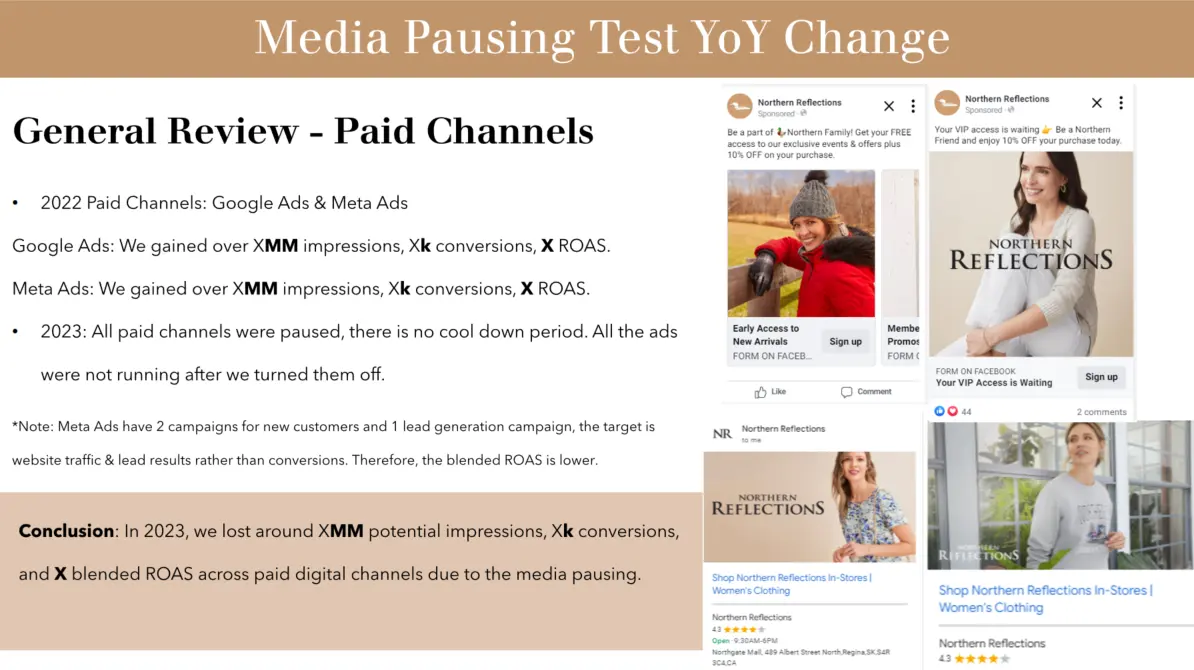 Media Pausing Test YoY Change
General Review - Paid Channels
• 2022 Paid Channels: Google Ads & Meta Ads
Google Ads: We gained over XMM impressions, Xk conversions, X ROAS.
Meta Ads: We gained over XMM impressions, Xk conversions, X ROAS.
• 2023: All paid channels were paused, there is no cool down period. All the ads
were not running after we turned them off.
*Note: Meta Ads have 2 campaigns for new customers and 1 lead generation campaign, the target is
website traffic & lead results rather than conversions. Therefore, the blended ROAS is lower.
Conclusion: In 2023, we lost around XMM potential impressions, Xk conversions,
and X blended ROAS across paid digital channels due to the media pausing.
Northern Reflections
Sponsored ·
Be a part of Northern Family! Get your FREE
access to our exclusive events & offers plus
10% OFF on your purchase.
Early Access to
New Arrivals
FORM ON FACEB...
Sign up
Membe
Promos
FORM O
Like
Comment
Northern Reflections
Sponsored ·
Your VIP access is waiting 👉 Be a Northern
Friend and enjoy 10% OFF your purchase today.
NORTHERN
REFLECTIONS
FORM ON FACEBOOK
Your VIP Access is Waiting
Sign up
44
2 comments
NR
Northern Reflections
to me
NORTHERN
REFLECTIONS
Shop Northern Reflections In-Stores |
Women's Clothing
Northern Reflections
4.3 ★★★★★
Open · 9:30AM-6PM
Northgate Mall, 489 Albert Street North,Regina,SK,S4R
3C4,CA
NORTHERN
REFLECTIONS
Shop Northern Reflections In-Stores |
Women's Clothing
Northern Reflections
4.3 ★★★★★